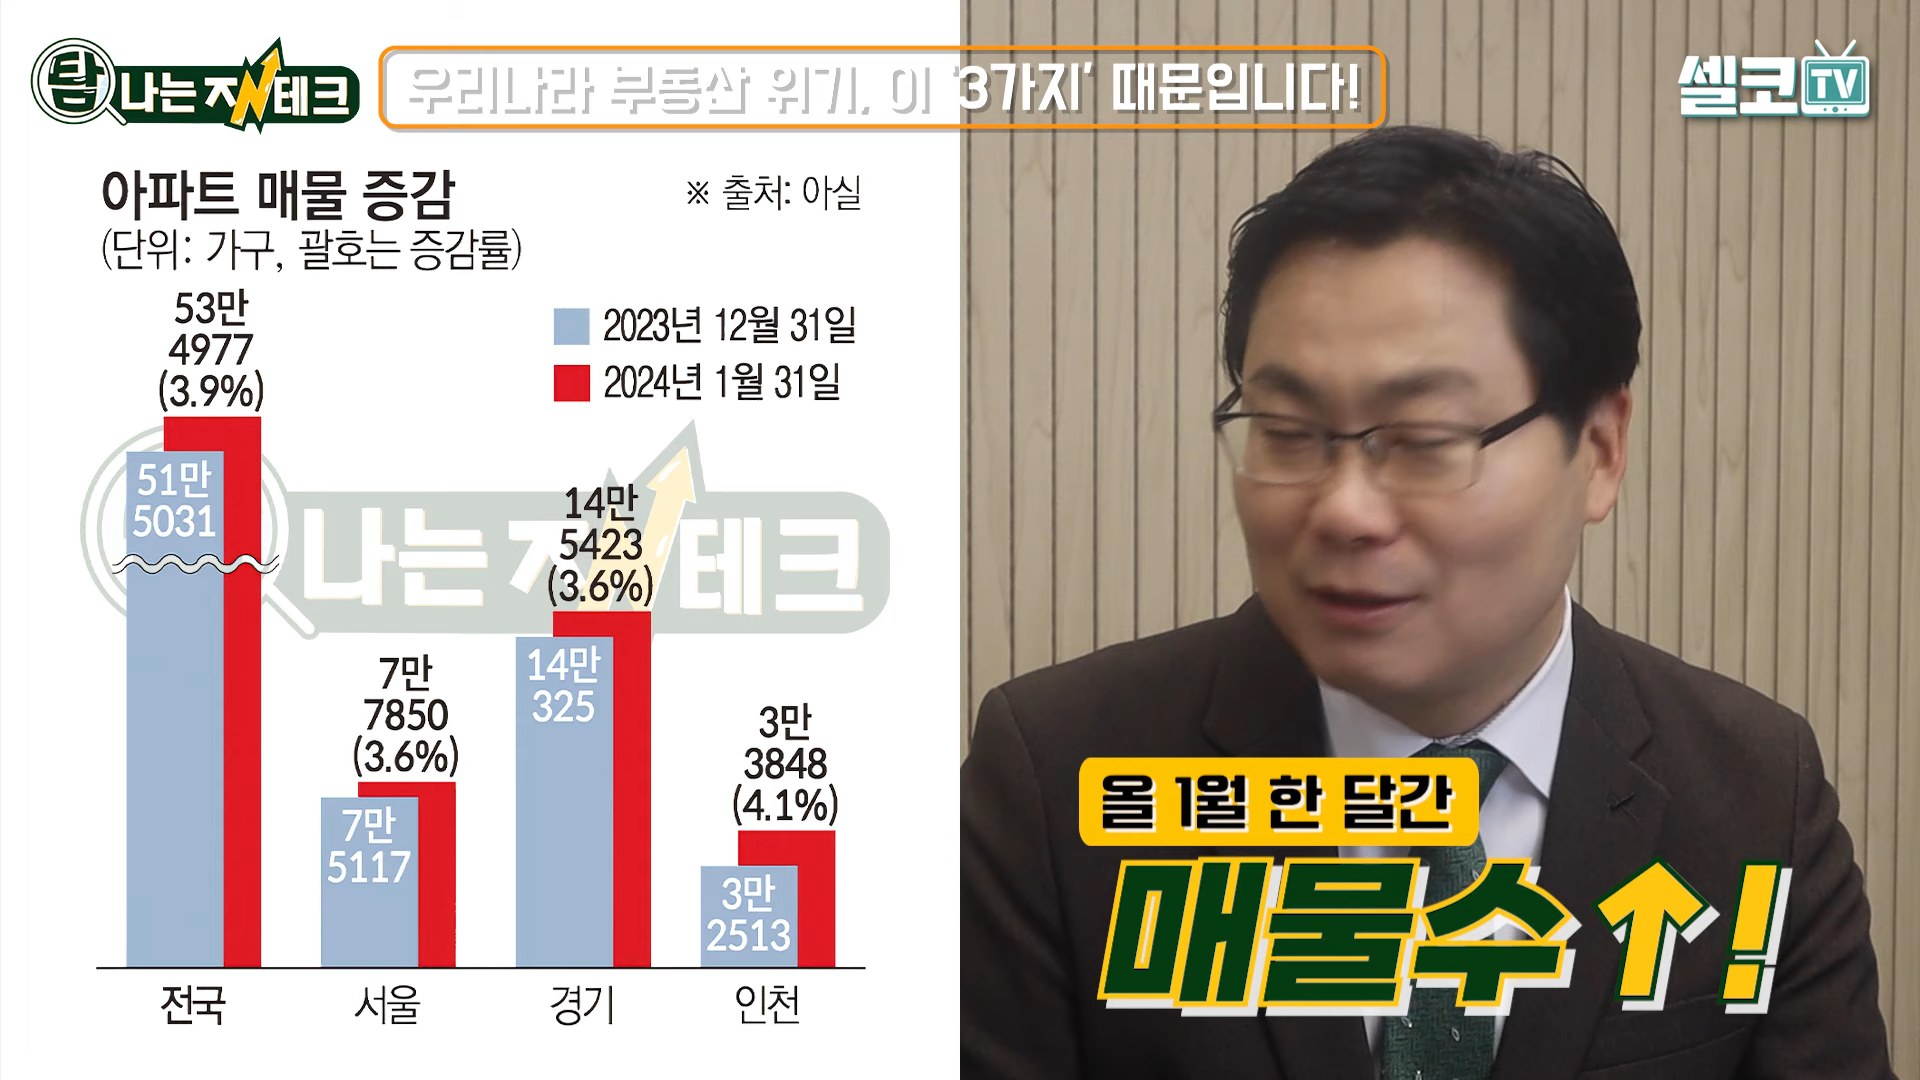 밥 나는 재테크
우리나라 부동산 위기, 이 '3가지' 때문입니다!
셀코TV
아파트 매물 증감
※ 출처: 아실
(단위: 가구, 괄호는 증감률)
2023년 12월 31일
2024년 1월 31일
53만
4977
(3.9%)
51만
5031
7만
7850
(3.6%)
7만
5117
14만
5423
(3.6%)
14만
325
3만
3848
(4.1%)
3만
2513
전국
서울
경기
인천
나는 재테크
올 1월 한 달간
매물수↑!